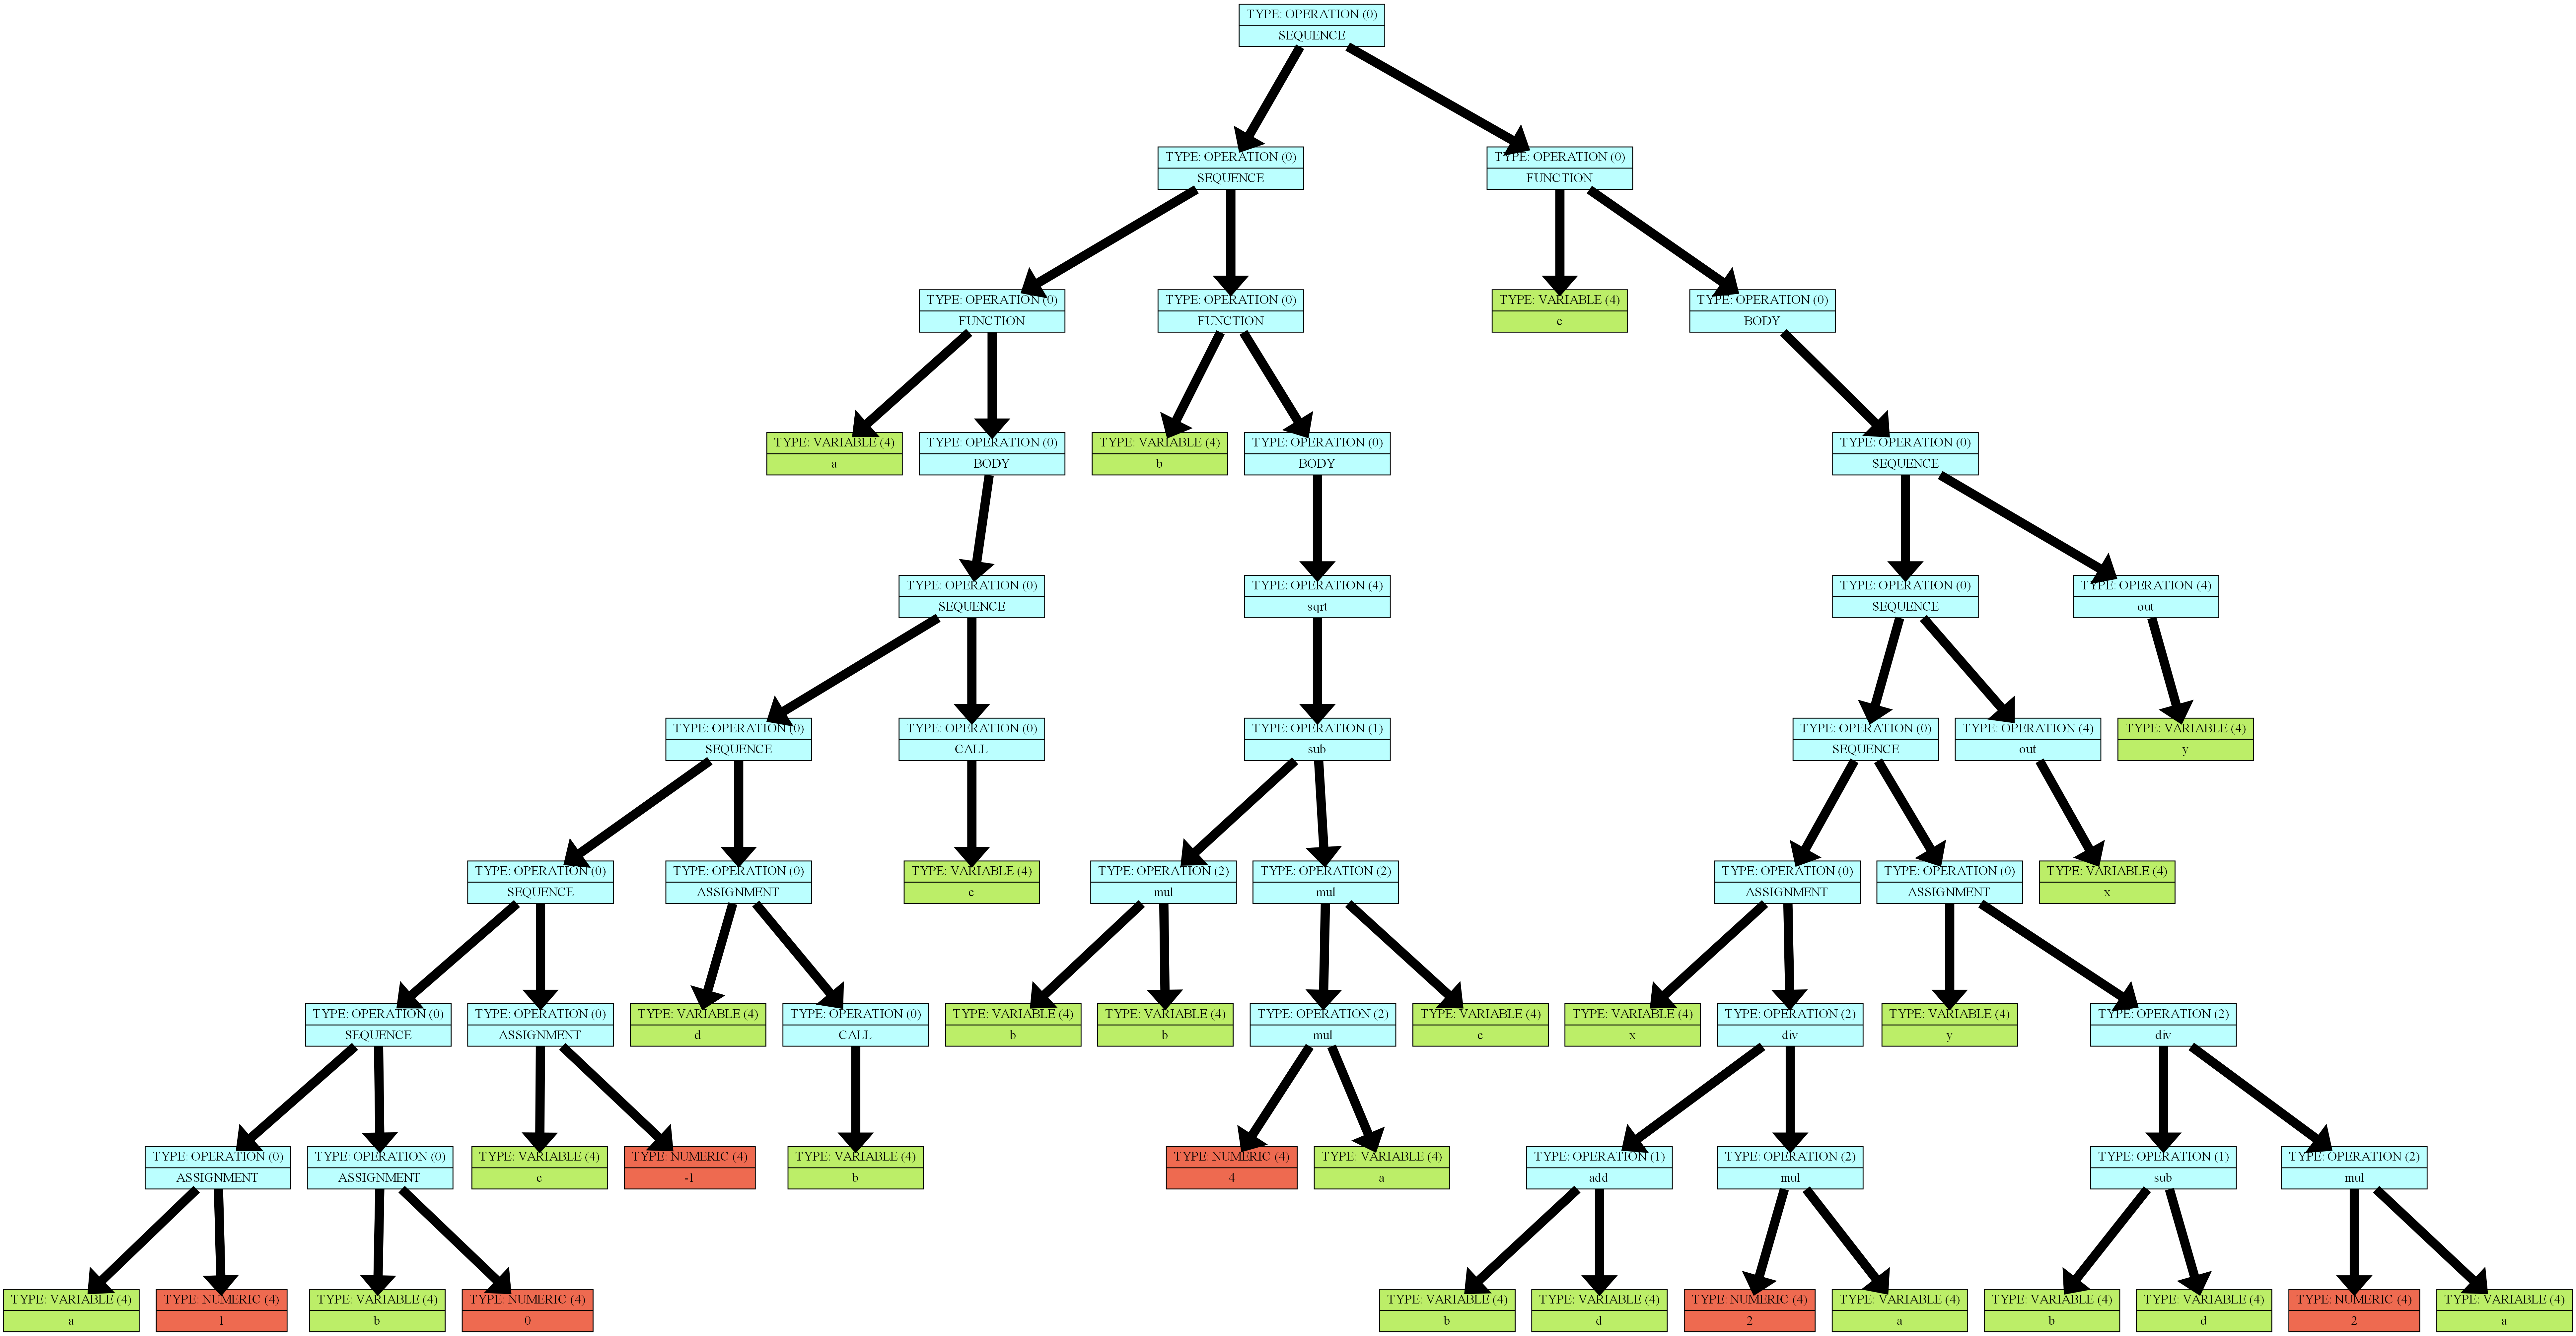 TYPE: OPERATION (0)
SEQUENCE
TYPE: OPERATION (0)
SEQUENCE
TYPE: OPERATION (0)
FUNCTION
TYPE: OPERATION (0)
FUNCTION
TYPE: OPERATION (0)
FUNCTION
TYPE: VARIABLE (4)
c
TYPE: OPERATION (0)
BODY
TYPE: VARIABLE (4)
a
TYPE: OPERATION (0)
BODY
TYPE: VARIABLE (4)
b
TYPE: OPERATION (0)
BODY
TYPE: OPERATION (0)
SEQUENCE
TYPE: OPERATION (0)
SEQUENCE
TYPE: OPERATION (4)
sqrt
TYPE: OPERATION (0)
SEQUENCE
TYPE: OPERATION (4)
out
TYPE: OPERATION (0)
SEQUENCE
TYPE: OPERATION (0)
CALL
TYPE: OPERATION (1)
sub
TYPE: OPERATION (0)
SEQUENCE
TYPE: OPERATION (4)
out
TYPE: VARIABLE (4)
y
TYPE: OPERATION (0)
SEQUENCE
TYPE: OPERATION (0)
ASSIGNMENT
TYPE: VARIABLE (4)
c
TYPE: OPERATION (2)
mul
TYPE: OPERATION (2)
mul
TYPE: OPERATION (0)
ASSIGNMENT
TYPE: OPERATION (0)
ASSIGNMENT
TYPE: VARIABLE (4)
x
TYPE: OPERATION (0)
SEQUENCE
TYPE: OPERATION (0)
ASSIGNMENT
TYPE: VARIABLE (4)
d
TYPE: OPERATION (0)
CALL
TYPE: VARIABLE (4)
b
TYPE: VARIABLE (4)
b
TYPE: OPERATION (2)
mul
TYPE: VARIABLE (4)
c
TYPE: VARIABLE (4)
x
TYPE: OPERATION (2)
div
TYPE: VARIABLE (4)
y
TYPE: OPERATION (2)
div
TYPE: OPERATION (0)
ASSIGNMENT
TYPE: OPERATION (0)
ASSIGNMENT
TYPE: VARIABLE (4)
c
TYPE: NUMERIC (4)
-1
TYPE: VARIABLE (4)
b
TYPE: NUMERIC (4)
4
TYPE: VARIABLE (4)
a
TYPE: OPERATION (1)
add
TYPE: OPERATION (2)
mul
TYPE: OPERATION (1)
sub
TYPE: OPERATION (2)
mul
TYPE: VARIABLE (4)
a
TYPE: NUMERIC (4)
1
TYPE: VARIABLE (4)
b
TYPE: NUMERIC (4)
0
TYPE: VARIABLE (4)
b
TYPE: VARIABLE (4)
d
TYPE: NUMERIC (4)
2
TYPE: VARIABLE (4)
a
TYPE: VARIABLE (4)
b
TYPE: VARIABLE (4)
d
TYPE: NUMERIC (4)
2
TYPE: VARIABLE (4)
a